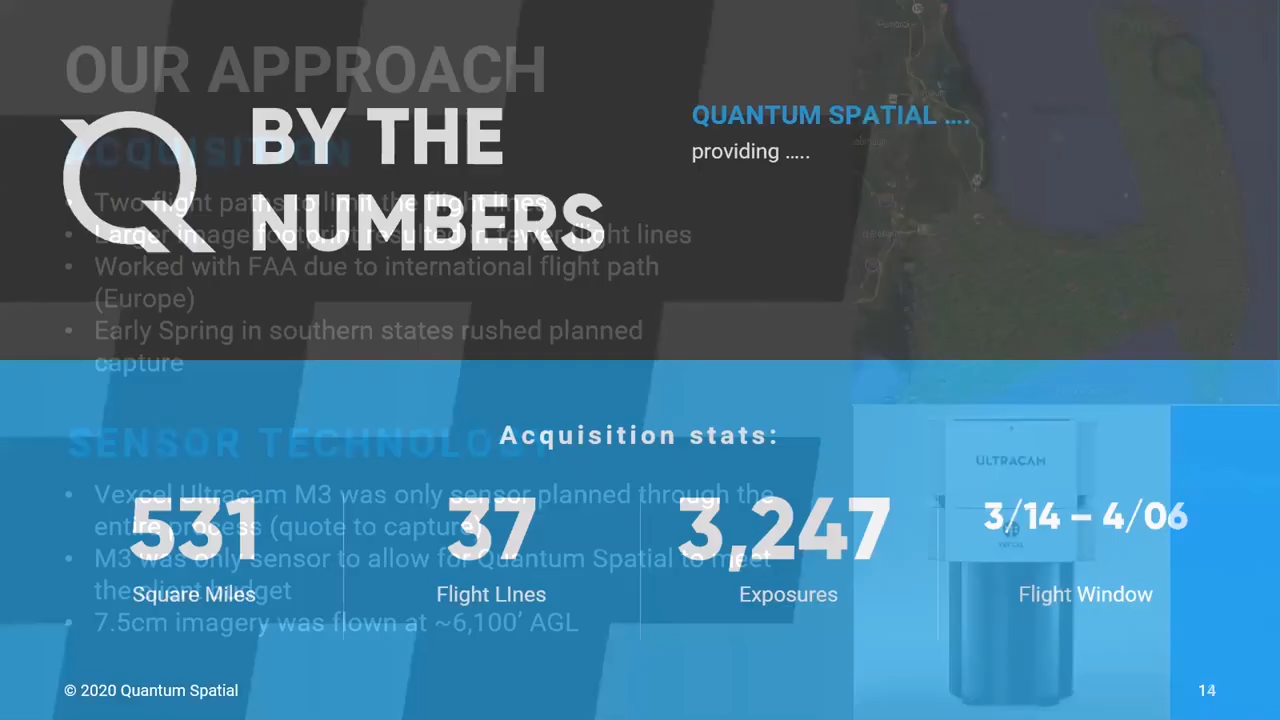 OUR APPROACH
BY THE
NUMBERS
QUANTUM SPATIAL ....
providing .....
ACQUISITION
• Two flight paths to limit the flight lines
• Larger image footprint resulted in fewer flight lines
• Worked with FAA due to international flight path
(Europe)
• Early Spring in southern states rushed planned
capture
SENSOR TECHNOLOGY
Acquisition stats:
• Vexcel Ultracam M3 was only sensor planned through the
entire process (quote to capture)
• M3 was only sensor to allow for Quantum Spatial to meet
the client budget
• 7.5cm imagery was flown at ~6,100’ AGL
531
Square Miles
37
Flight LInes
3,247
Exposures
3/14 – 4/06
Flight Window
ULTRACAM
VEXCEL
© 2020 Quantum Spatial